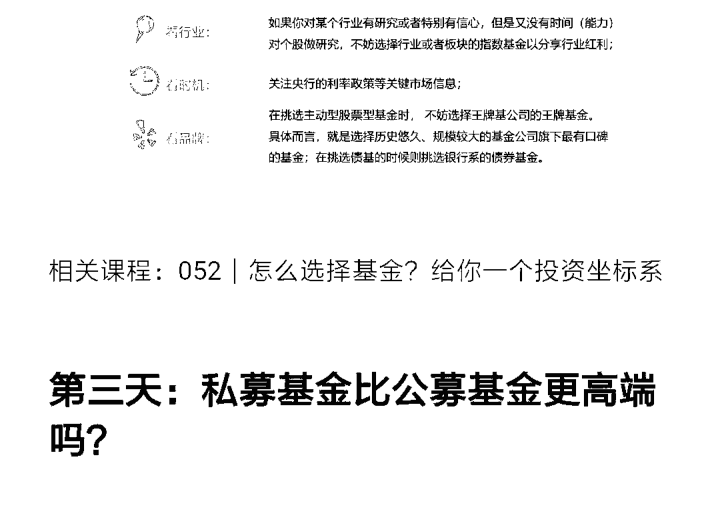 看行业：
如果你对某个行业有研究或者特别有信心，但是又没有时间（能力）
对个股做研究，不妨选择行业或者板块的指数基金以分享行业红利；
看时机：
关注央行的利率政策等关键市场信息；
在挑选主动型股票型基金时， 不妨选择王牌基公司的王牌基金。
看品牌：
具体而言，就是选择历史悠久、规模较大的基金公司旗下最有口碑
的基金；在挑选债基的时候则挑选银行系的债券基金。
相关课程：052｜怎么选择基金？给你一个投资坐标系
第三天：私募基金比公募基金更高端
吗？